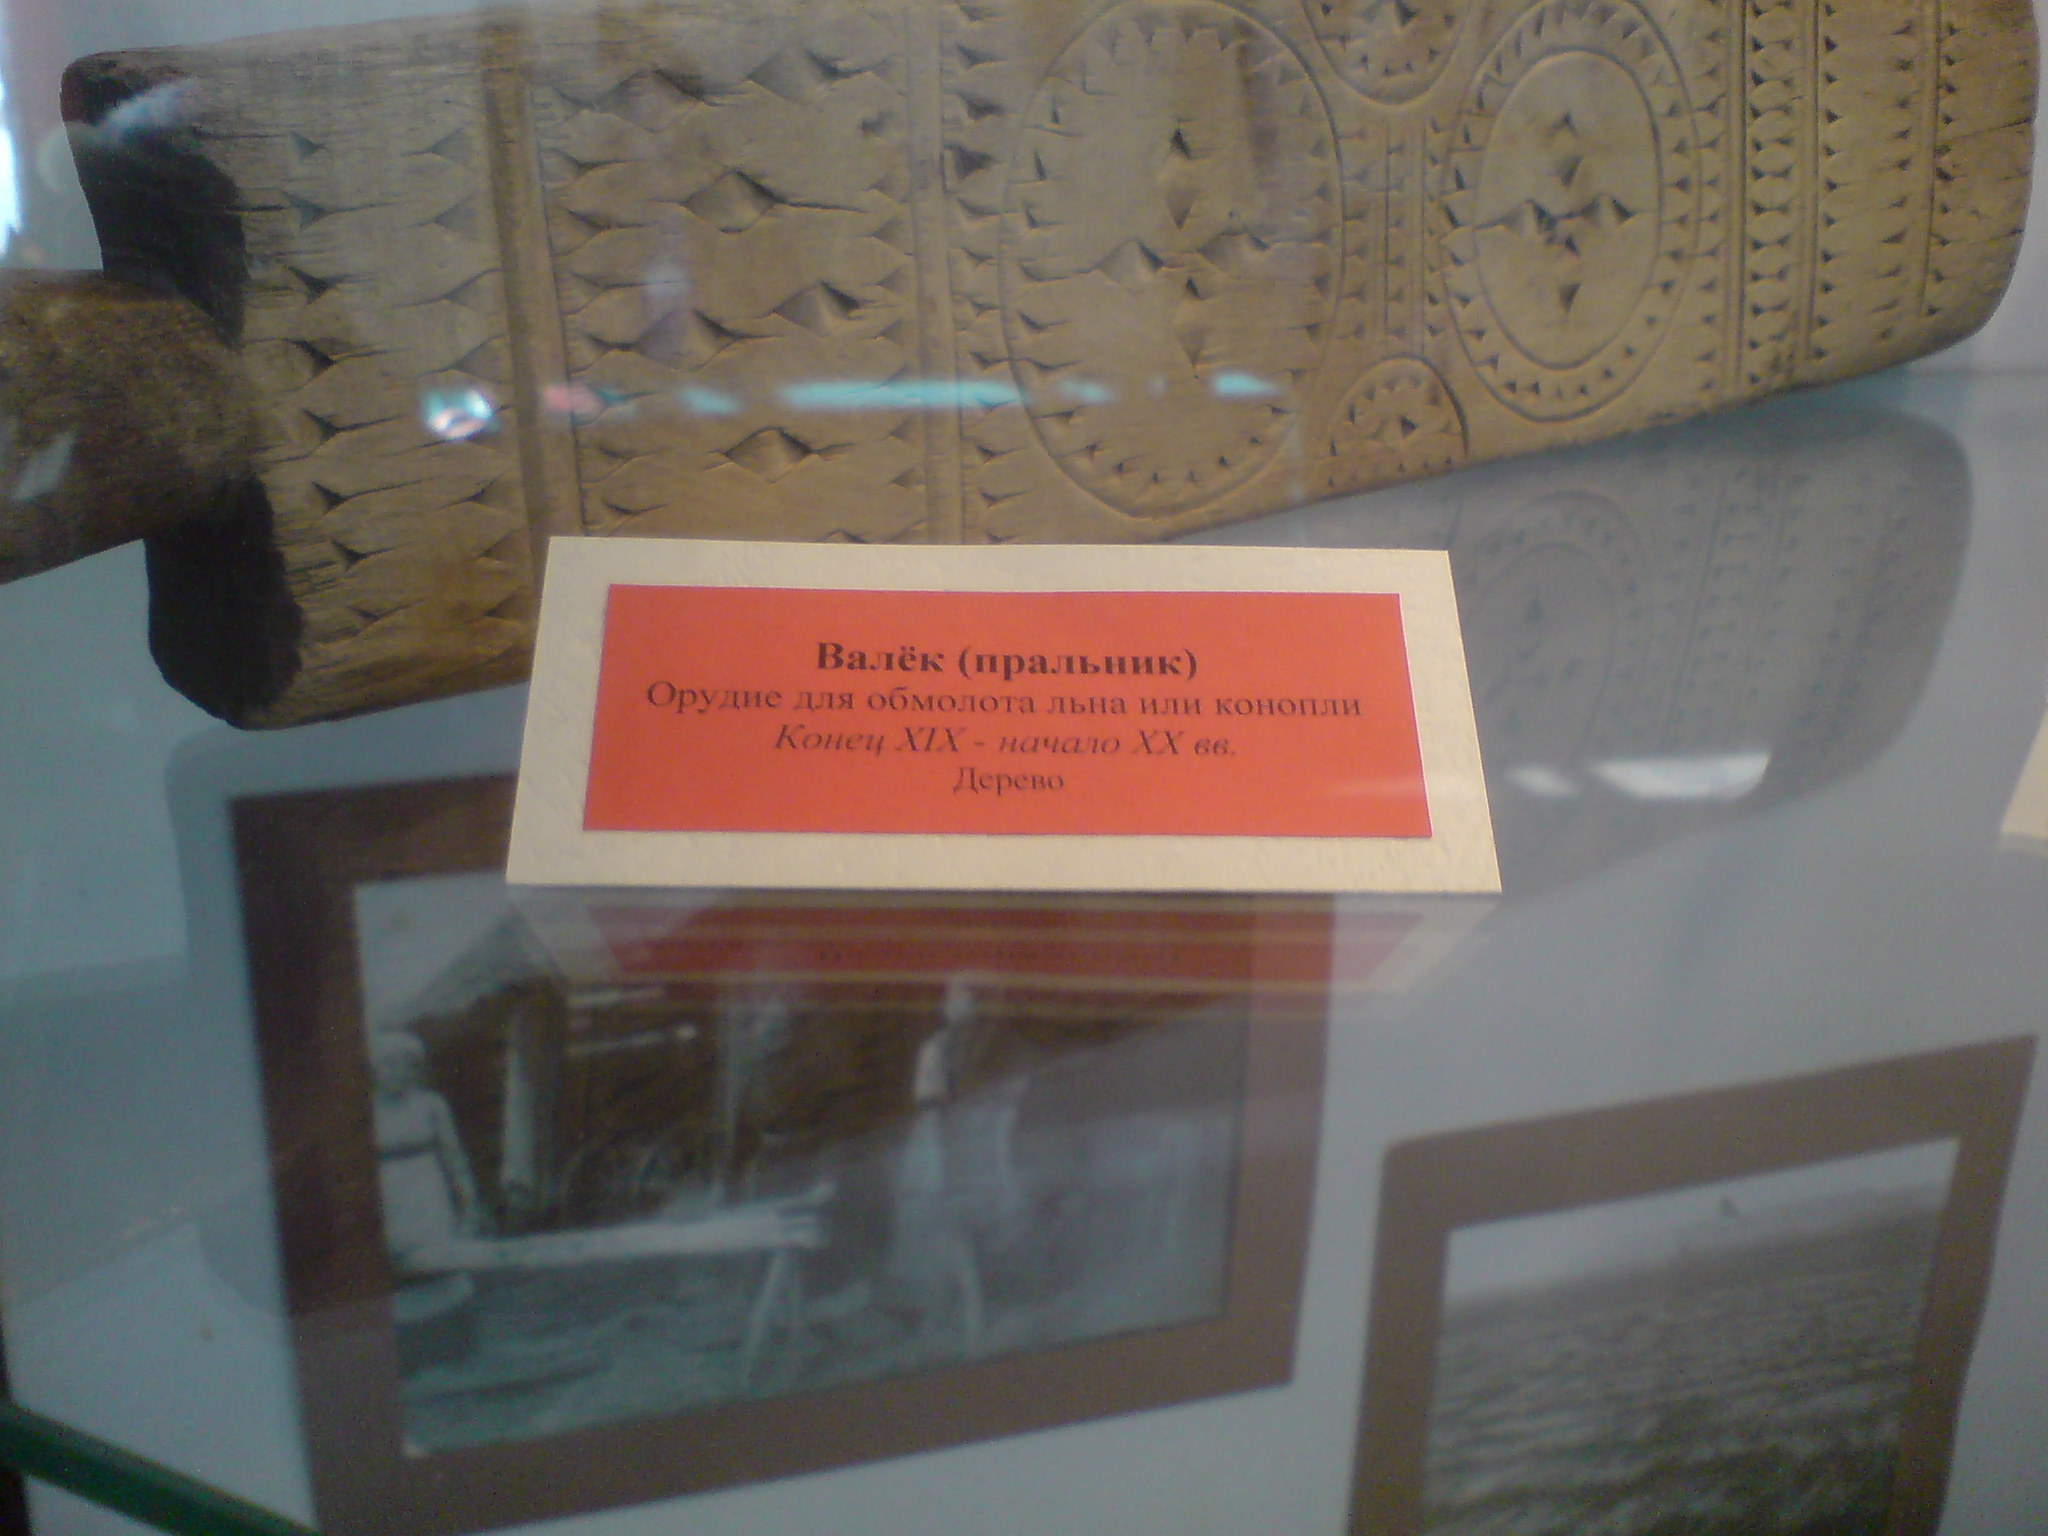 Валёк (пральник)
Орудие для обмолота льна или конопли
Конец XIX - начало XX вв.
Дерево